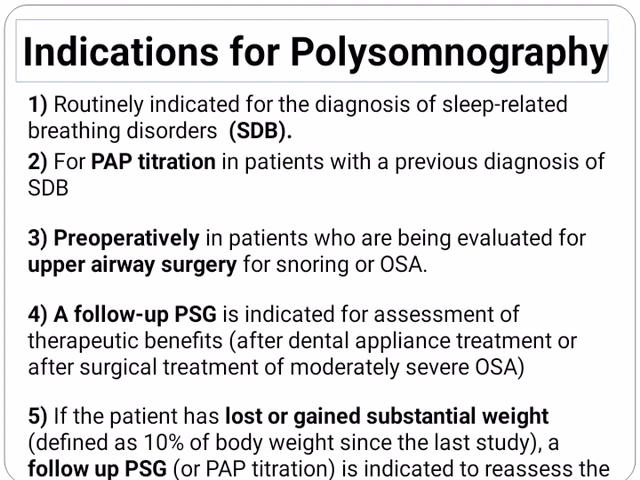 Indications for Polysomnography
1) Routinely indicated for the diagnosis of sleep-related
breathing disorders (SDB).
2) For PAP titration in patients with a previous diagnosis of
SDB
3) Preoperatively in patients who are being evaluated for
upper airway surgery for snoring or OSA.
4) A follow-up PSG is indicated for assessment of
therapeutic benefits (after dental appliance treatment or
after surgical treatment of moderately severe OSA)
5) If the patient has lost or gained substantial weight
(defined as 10% of body weight since the last study), a
follow up PSG (or PAP titration) is indicated to reassess the